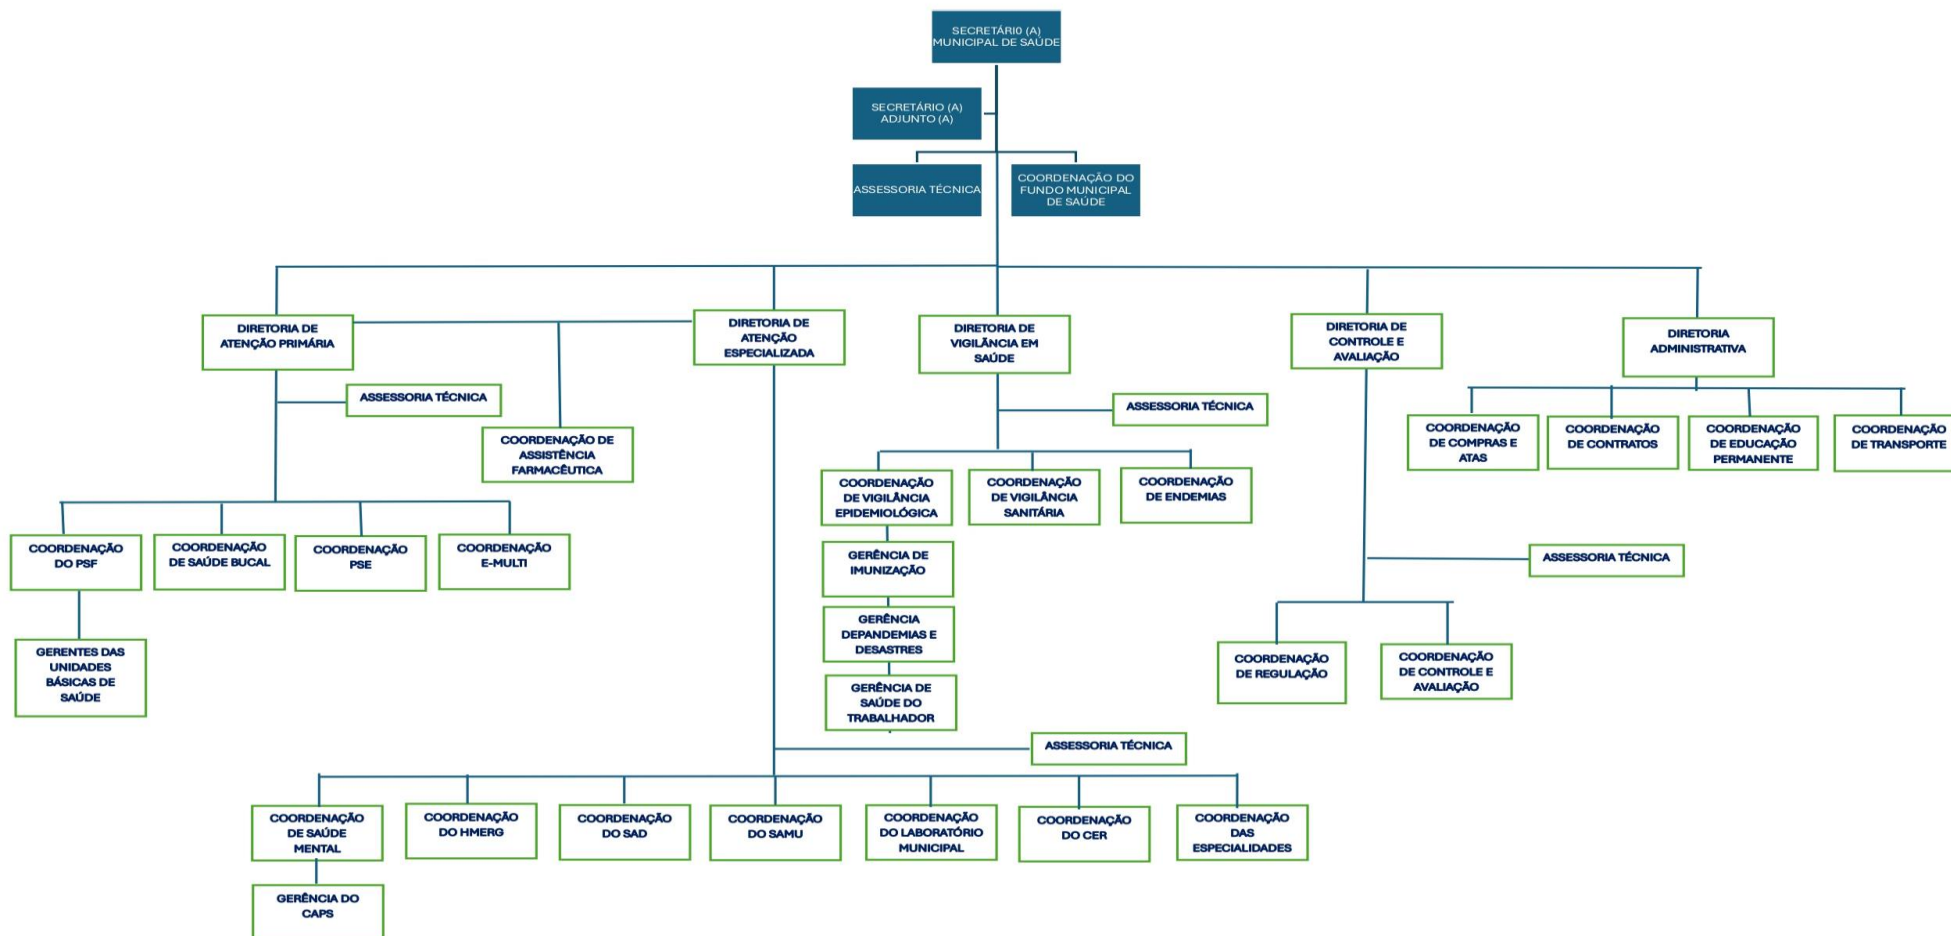 SECRETÁRI0 (A)
MUNICIPAL DE SAÚDE
SECRETÁRIO (A)
ADJUNTO (A)
ASSESSORIA TÉCNICA
COORDENAÇÃO DO
FUNDO MUNICIPAL
DE SAÚDE
DIRETORIA DE
ATENÇÃO PRIMÁRIA
DIRETORIA DE
ATENÇÃO
ESPECIALIZADA
DIRETORIA DE
VIGILÂNCIA EM
SAÚDE
DIRETORIA DE
CONTROLE E
AVALIAÇÃO
DIRETORIA
ADMINISTRATIVA
ASSESSORIA TÉCNICA
COORDENAÇÃO DE
ASSISTÊNCIA
FARMACÊUTICA
ASSESSORIA TÉCNICA
COORDENAÇÃO
DE COMPRAS E
ATAS
COORDENAÇÃO
DE CONTRATOS
COORDENAÇÃO
DE EDUCAÇÃO
PERMANENTE
COORDENAÇÃO
DE TRANSPORTE
COORDENAÇÃO
DE VIGILÂNCIA
EPIDEMIOLÓGICA
COORDENAÇÃO
DE VIGILÂNCIA
SANITÁRIA
COORDENAÇÃO
DE ENDEMIAS
COORDENAÇÃO
DO PSF
COORDENAÇÃO
DE SAÚDE BUCAL
COORDENAÇÃO
PSE
COORDENAÇÃO
E-MULTI
GERÊNCIA DE
IMUNIZAÇÃO
ASSESSORIA TÉCNICA
GERÊNCIA
DEPANDEMIAS E
DESASTRES
GERENTES DAS
UNIDADES
BÁSICAS DE
SAÚDE
GERÊNCIA DE
SAÚDE DO
TRABALHADOR
COORDENAÇÃO
DE REGULAÇÃO
COORDENAÇÃO
DE CONTROLE E
AVALIAÇÃO
ASSESSORIA TÉCNICA
COORDENAÇÃO
DE SAÚDE
MENTAL
COORDENAÇÃO
DO HMERG
COORDENAÇÃO
DO SAD
COORDENAÇÃO
DO SAMU
COORDENAÇÃO
DO LABORATÓRIO
MUNICIPAL
COORDENAÇÃO
DO CER
COORDENAÇÃO
DAS
ESPECIALIDADES
GERÊNCIA DO
CAPS